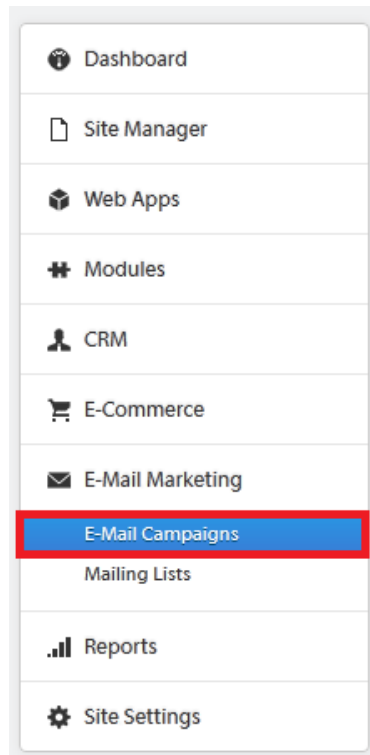 Dashboard
Site Manager
Web Apps
Modules
CRM
E-Commerce
E-Mail Marketing
E-Mail Campaigns
Mailing Lists
Reports
Site Settings